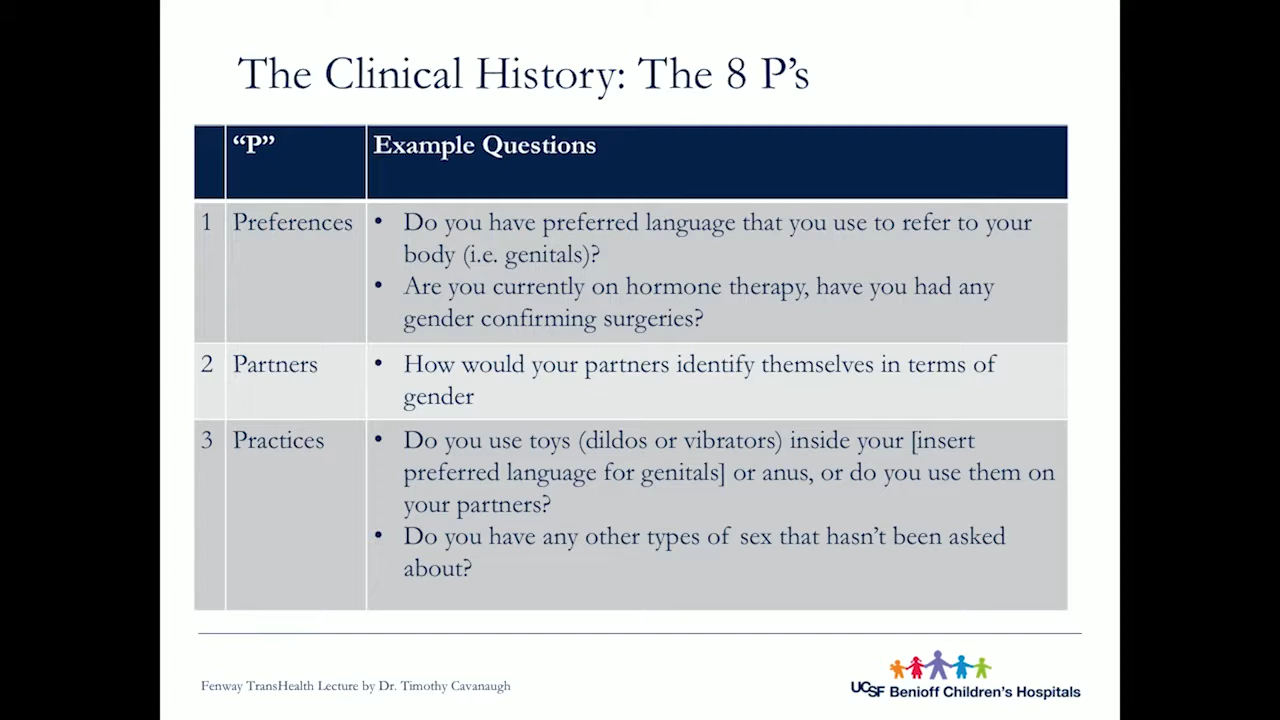 The Clinical History: The 8 P’s
“P”
Example Questions
1
Preferences
• Do you have preferred language that you use to refer to your
body (i.e. genitals)?
• Are you currently on hormone therapy, have you had any
gender confirming surgeries?
2
Partners
• How would your partners identify themselves in terms of
gender
3
Practices
• Do you use toys (dildos or vibrators) inside your [insert
preferred language for genitals] or anus, or do you use them on
your partners?
• Do you have any other types of sex that hasn’t been asked
about?
Fenway TransHealth Lecture by Dr. Timothy Cavanaugh
UCSF Benioff Children’s Hospitals